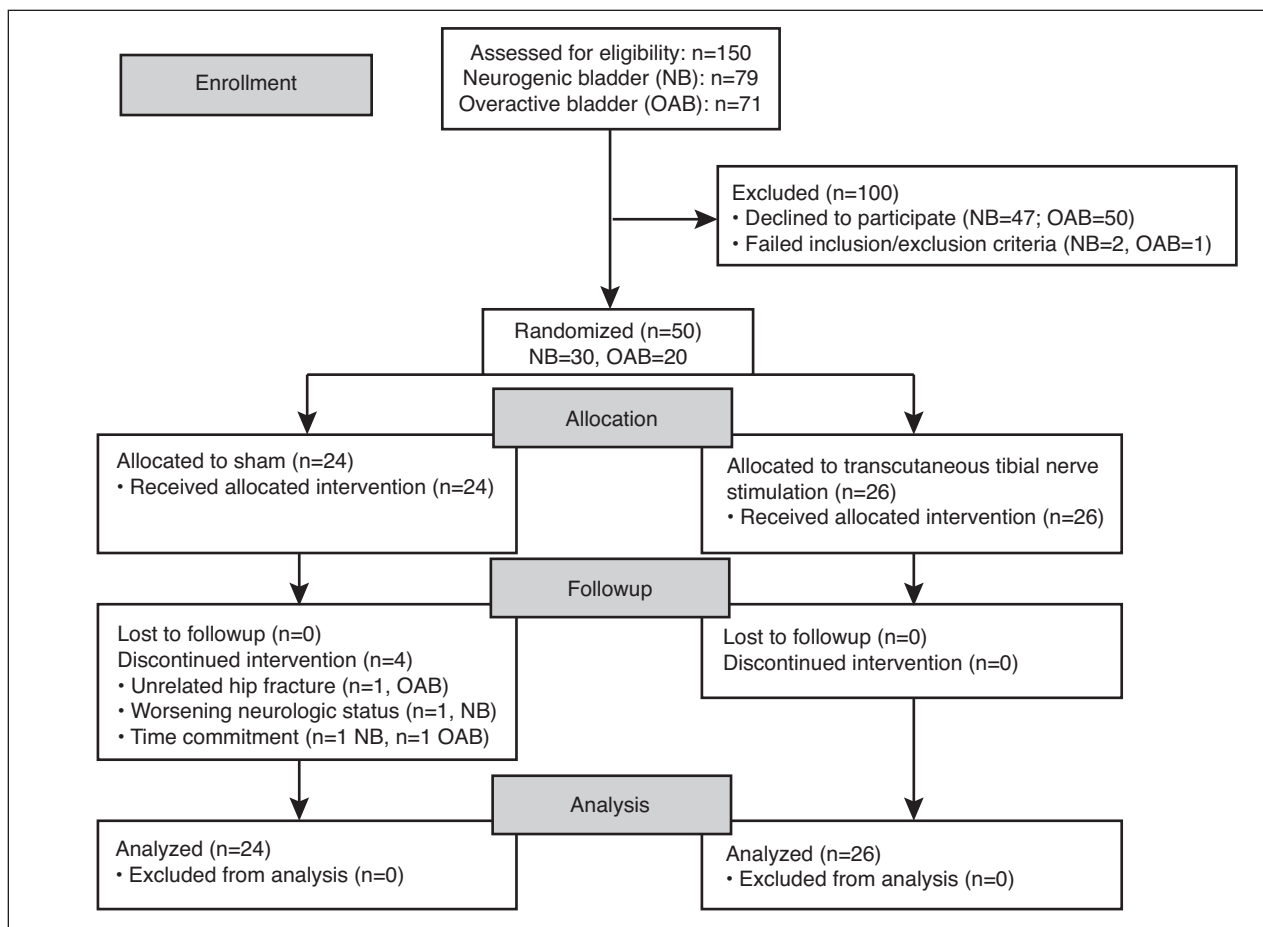 Enrollment
Assessed for eligibility: n=150
Neurogenic bladder (NB): n=79
Overactive bladder (OAB): n=71
Excluded (n=100)
• Declined to participate (NB=47; OAB=50)
• Failed inclusion/exclusion criteria (NB=2, OAB=1)
Randomized (n=50)
NB=30, OAB=20
Allocation
Allocated to sham (n=24)
• Received allocated intervention (n=24)
Allocated to transcutaneous tibial nerve
stimulation (n=26)
• Received allocated intervention (n=26)
Followup
Lost to followup (n=0)
Discontinued intervention (n=4)
• Unrelated hip fracture (n=1, OAB)
• Worsening neurologic status (n=1, NB)
• Time commitment (n=1 NB, n=1 OAB)
Lost to followup (n=0)
Discontinued intervention (n=0)
Analysis
Analyzed (n=24)
• Excluded from analysis (n=0)
Analyzed (n=26)
• Excluded from analysis (n=0)